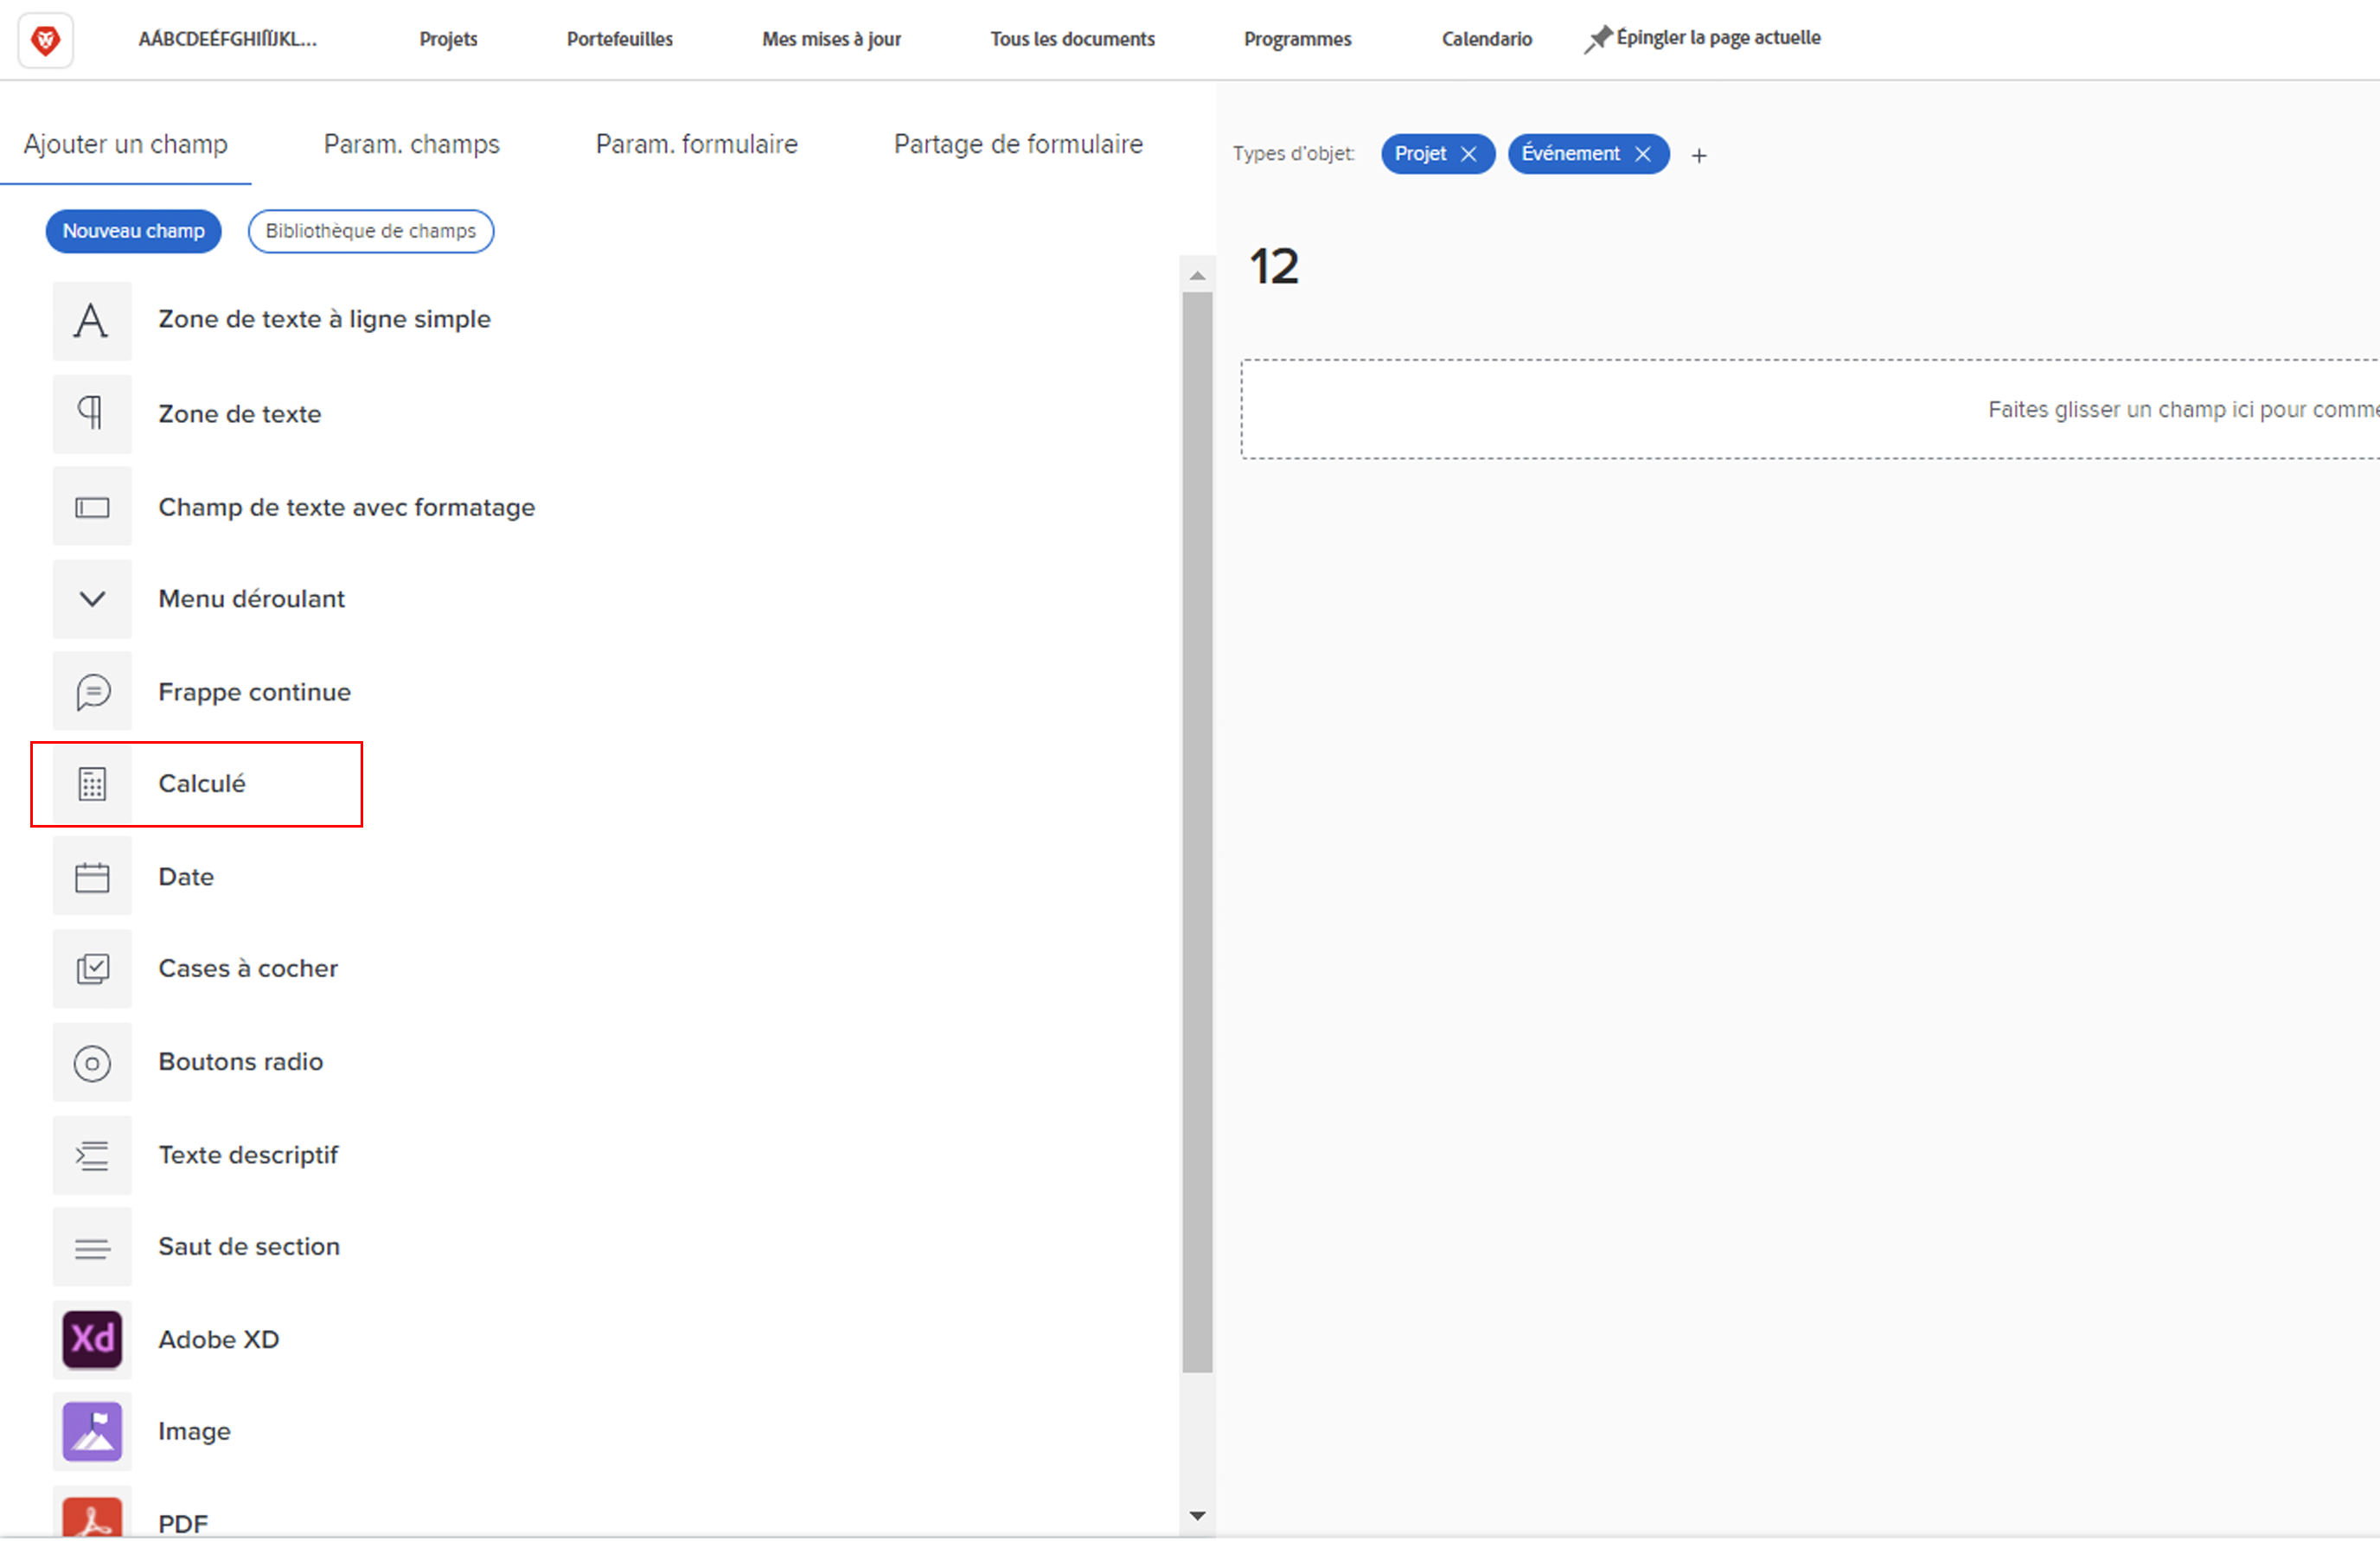 AÁBCDEÉFGHIÍĨJKL... Projets Portefeuilles Mes mises à jour Tous les documents Programmes Calendario Épingler la page actuelle
Ajouter un champ Param. champs Param. formulaire Partage de formulaire
Types d'objet: Projet Événement +
Nouveau champ Bibliothèque de champs
12
Zone de texte à ligne simple
Zone de texte
Faites glisser un champ ici pour comme
Champ de texte avec formatage
Menu déroulant
Frappe continue
Calculé
Date
Cases à cocher
Boutons radio
Texte descriptif
Saut de section
Xd Adobe XD
Image
PDF